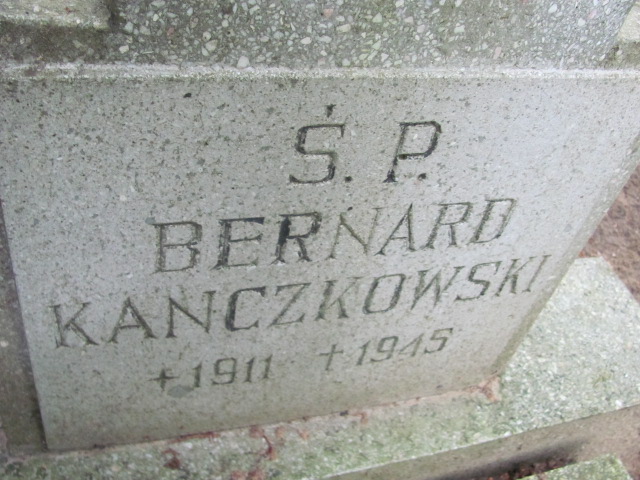 Ś. P.
BERNARD
KANCZKOWSKI
+1911 +1945